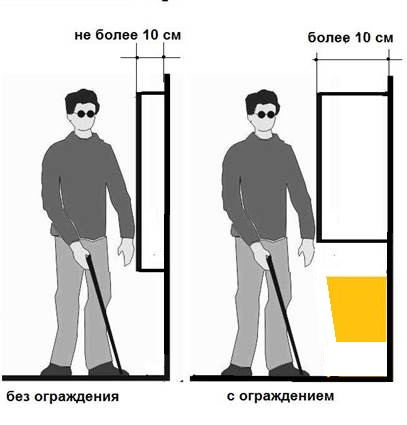 не более 10 см
более 10 см
без ограждения
с ограждением